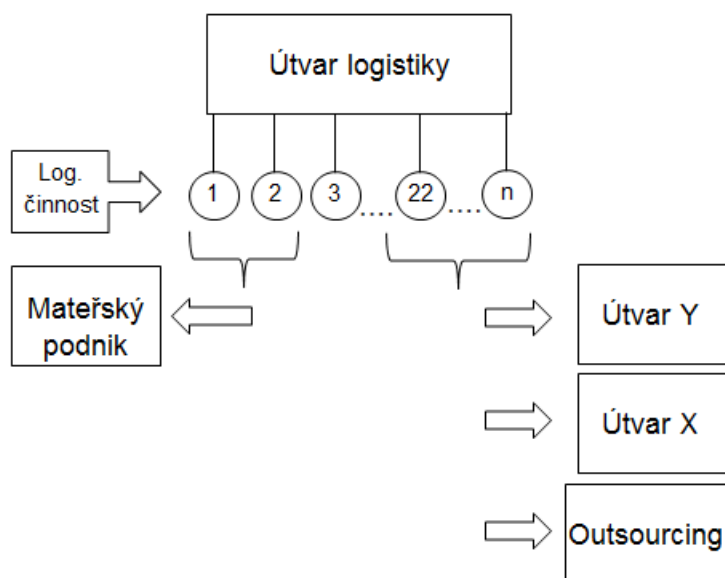 Útvar logistiky
Log.
činnost
1 2 3 .... 22 .... n
Mateřský
podnik
Útvar Y
Útvar X
Outsourcing